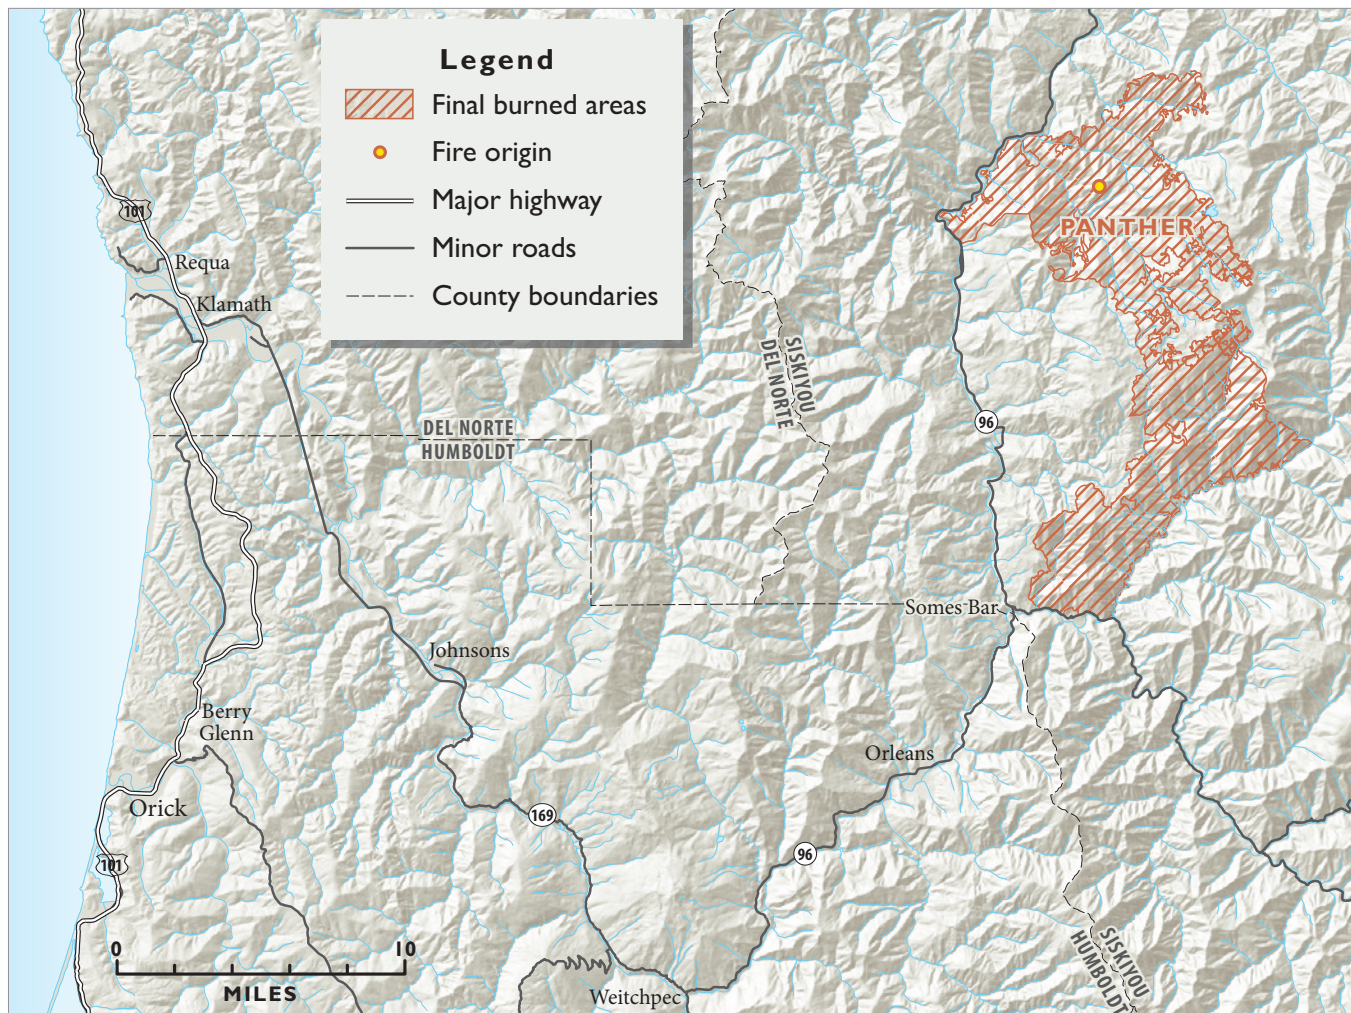 Legend
Final burned areas
Fire origin
Major highway
Minor roads
County boundaries
101
Requa
Klamath
PANTHER
SISKIYOU
DEL NORTE
96
DEL NORTE
HUMBOLDT
Somes Bar
Johnsons
Berry
Glenn
Orleans
Orick
169
96
101
0 10
MILES
SISKIYOU
HUMBOLDT
Weitchpec